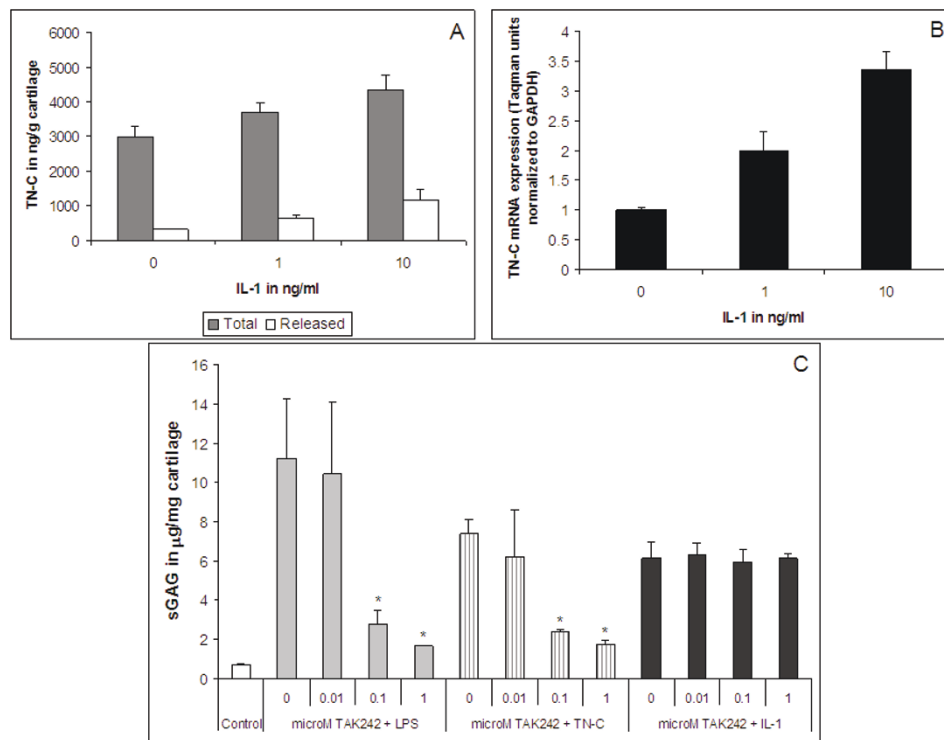 A
TN-C in ng/g cartilage
6000
5000
4000
3000
2000
1000
0
0 1 10
IL-1 in ng/ml
Total Released
B
TN-C mRNA expression (Taqman units
normalized to GAPDH)
4
3.5
3
2.5
2
1.5
1
0.5
0
0 1 10
IL-1 in ng/ml
C
sGAG in µg/mg cartilage
16
14
12
10
8
6
4
2
0
* * * *
0 0.01 0.1 1 0 0.01 0.1 1 0 0.01 0.1 1
Control microM TAK242 + LPS microM TAK242 + TN-C microM TAK242 + IL-1